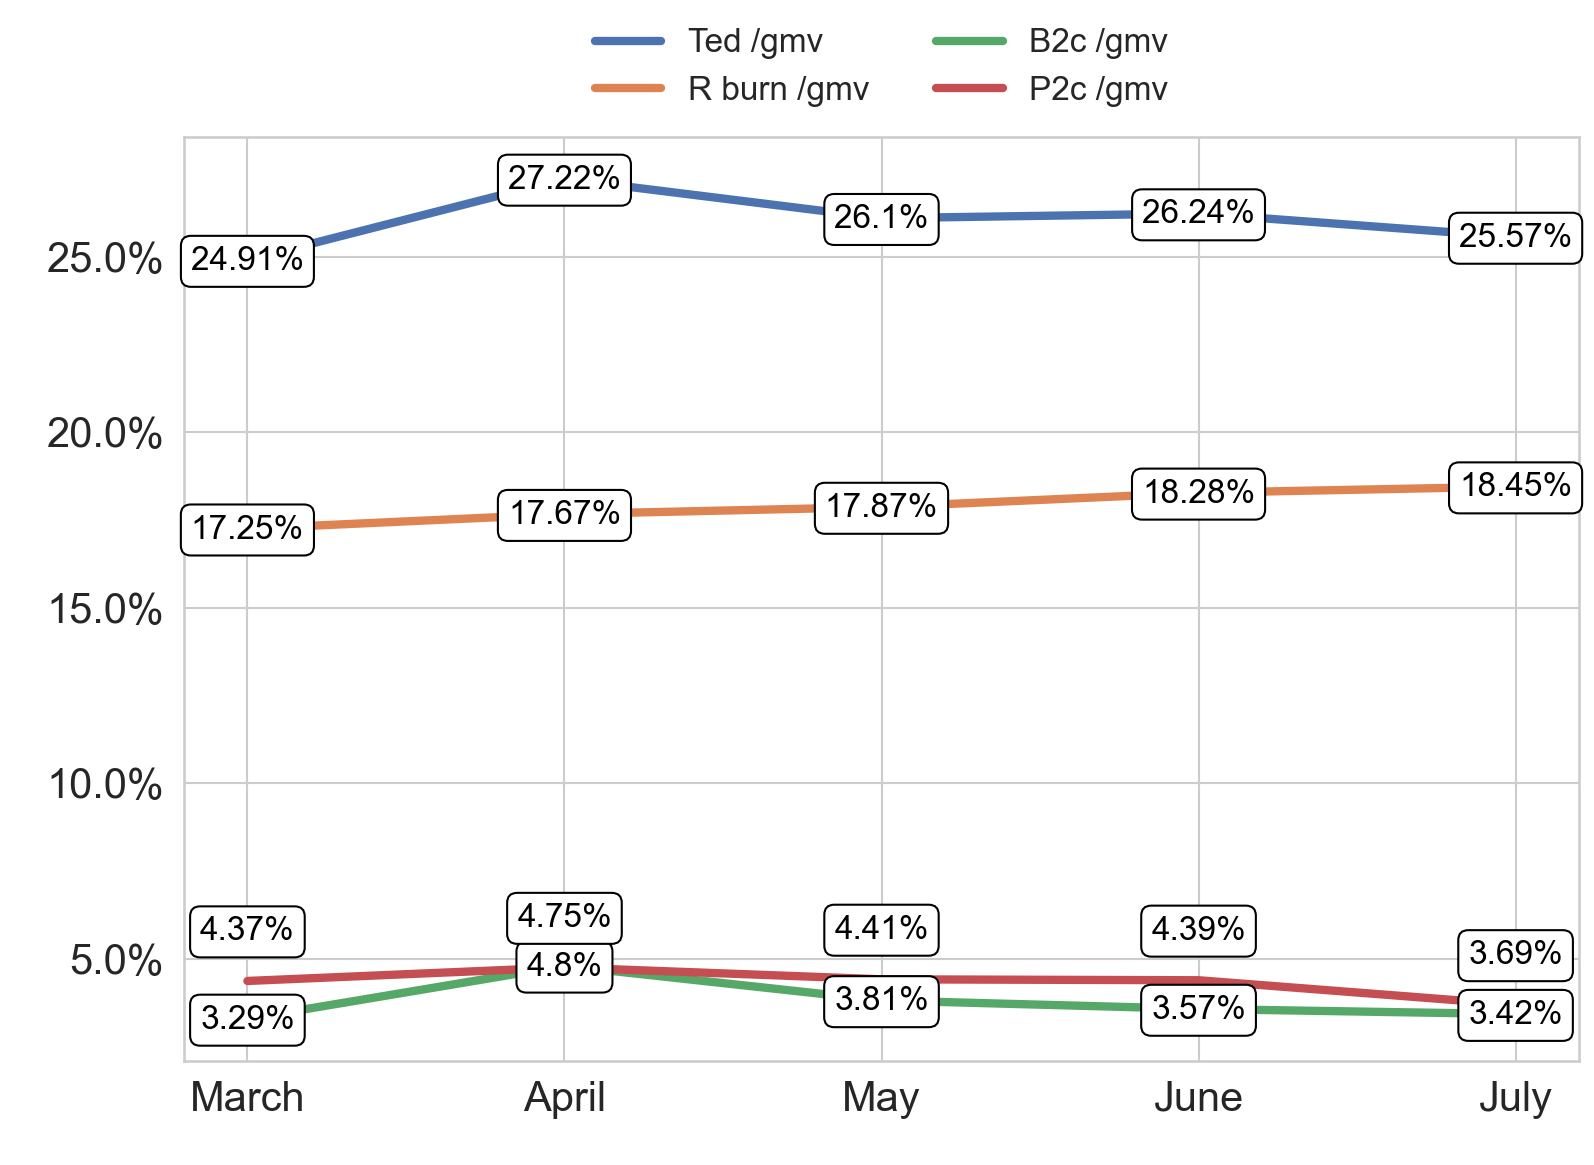 Ted /gmv
R burn /gmv
B2c /gmv
P2c /gmv
25.0%
20.0%
15.0%
10.0%
5.0%
24.91%
27.22%
26.1%
26.24%
25.57%
17.25%
17.67%
17.87%
18.28%
18.45%
4.37%
4.75%
4.41%
4.39%
3.69%
3.29%
4.8%
3.81%
3.57%
3.42%
March
April
May
June
July